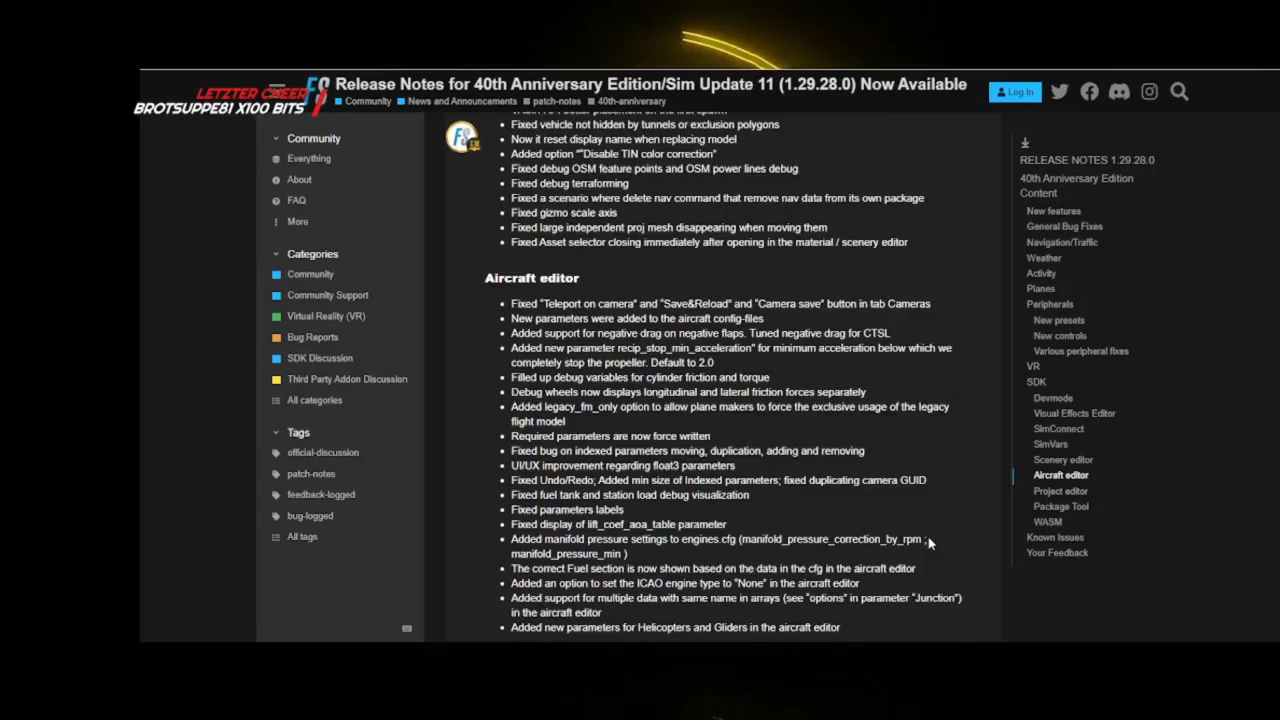 LETZTER CHEER
BROTSUPPE81 X100 BITS
FS
Release Notes for 40th Anniversary Edition/Sim Update 11 (1.29.28.0) Now Available
Community News and Announcements patch-notes 40th-anniversary
Log In
Community
Everything
About
FAQ
More
Categories
Community
Community Support
Virtual Reality (VR)
Bug Reports
SDK Discussion
Third Party Addon Discussion
All categories
Tags
official-discussion
patch-notes
feedback-logged
bug-logged
All tags
FS
CM
• Fixed vehicle not hidden by tunnels or exclusion polygons
• Now it reset display name when replacing model
• Added option “"Disable TIN color correction”
• Fixed debug OSM feature points and OSM power lines debug
• Fixed debug terraforming
• Fixed a scenario where delete nav command that remove nav data from its own package
• Fixed gizmo scale axis
• Fixed large independent proj mesh disappearing when moving them
• Fixed Asset selector closing immediately after opening in the material / scenery editor
Aircraft editor
• Fixed “Teleport on camera” and “Save&Reload” and “Camera save” button in tab Cameras
• New parameters were added to the aircraft config-files
• Added support for negative drag on negative flaps. Tuned negative drag for CTSL
• Added new parameter recip_stop_min_acceleration” for minimum acceleration below which we
completely stop the propeller. Default to 2.0
• Filled up debug variables for cylinder friction and torque
• Debug wheels now displays longitudinal and lateral friction forces separately
• Added legacy_fm_only option to allow plane makers to force the exclusive usage of the legacy
flight model
• Required parameters are now force written
• Fixed bug on indexed parameters moving, duplication, adding and removing
• UI/UX improvement regarding float3 parameters
• Fixed Undo/Redo; Added min size of Indexed parameters; fixed duplicating camera GUID
• Fixed fuel tank and station load debug visualization
• Fixed parameters labels
• Fixed display of lift_coef_aoa_table parameter
• Added manifold pressure settings to engines.cfg (manifold_pressure_correction_by_rpm ;
manifold_pressure_min )
• The correct Fuel section is now shown based on the data in the cfg in the aircraft editor
• Added an option to set the ICAO engine type to “None” in the aircraft editor
• Added support for multiple data with same name in arrays (see “options” in parameter “Junction”)
in the aircraft editor
• Added new parameters for Helicopters and Gliders in the aircraft editor
RELEASE NOTES 1.29.28.0
40th Anniversary Edition
Content
New features
General Bug Fixes
Navigation/Traffic
Weather
Activity
Planes
Peripherals
New presets
New controls
Various peripheral fixes
VR
SDK
Devmode
Visual Effects Editor
SimConnect
SimVars
Scenery editor
Aircraft editor
Project editor
Package Tool
WASM
Known Issues
Your Feedback